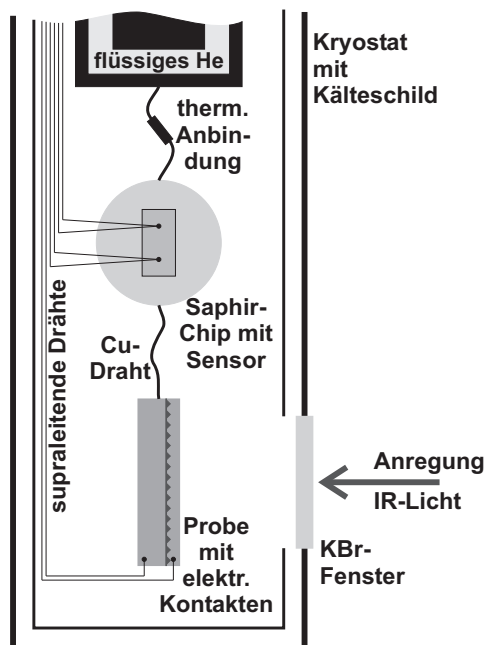 flüssiges He
Kryostat
mit
Kälteschild
therm.
Anbin-
dung
supraleitende Drähte
Saphir-
Chip mit
Sensor
Cu-
Draht
Anregung
IR-Licht
Probe
mit
elektr.
Kontakten
KBr-
Fenster